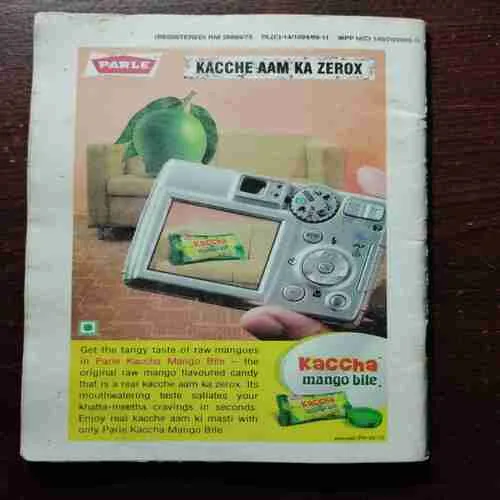 PARLE
KACCHE AAM KA ZEROX
Kaccha
mango bite
Get the tangy taste of raw mangoes
in Parle Kaccha Mango Bite – the
original raw mango flavoured candy
that is a real kacche aam ka zerox. Its
mouthwatering taste satiates your
khatta-meetha cravings in seconds.
Enjoy real kacche aam ki masti with
only Parle Kaccha Mango Bite
Kaccha
mango bite
Kaccha